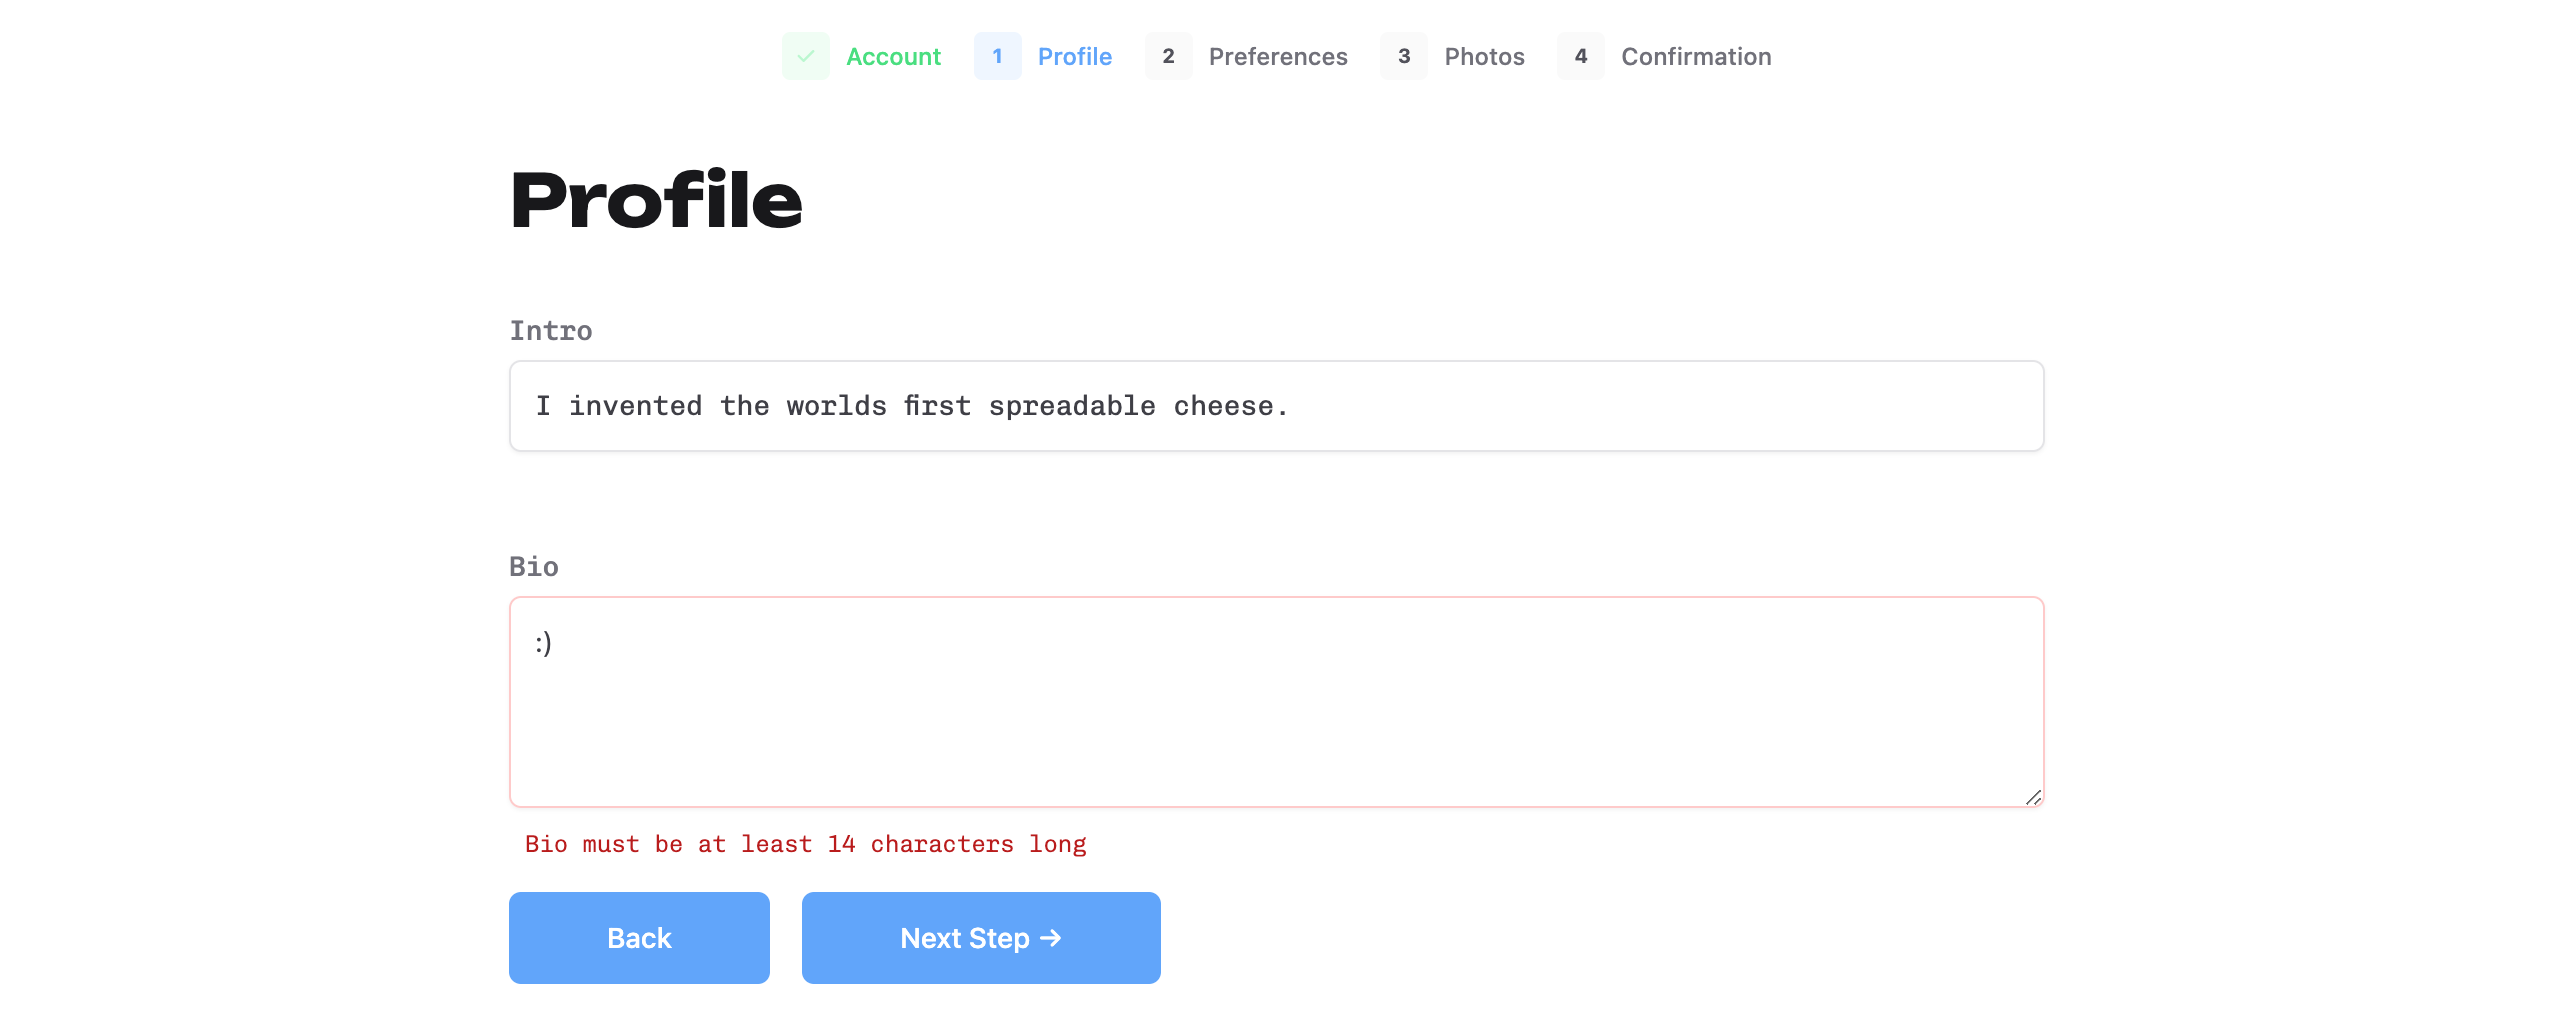 Account 1 Profile 2 Preferences 3 Photos 4 Confirmation
Profile
Intro
I invented the worlds first spreadable cheese.
Bio
:)
Bio must be at least 14 characters long
Back Next Step →